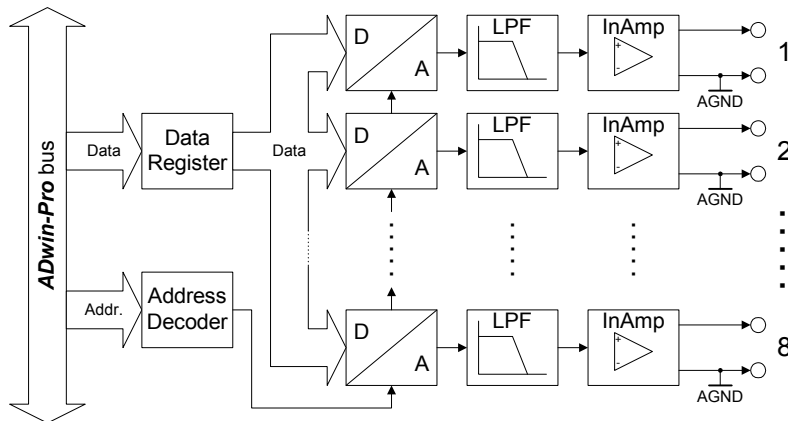 ADwin-Pro bus
Data
Data Register
Data
Addr.
Address Decoder
D
A
LPF
InAmp
+
-
AGND
1
D
A
LPF
InAmp
+
-
AGND
2
D
A
LPF
InAmp
+
-
AGND
8